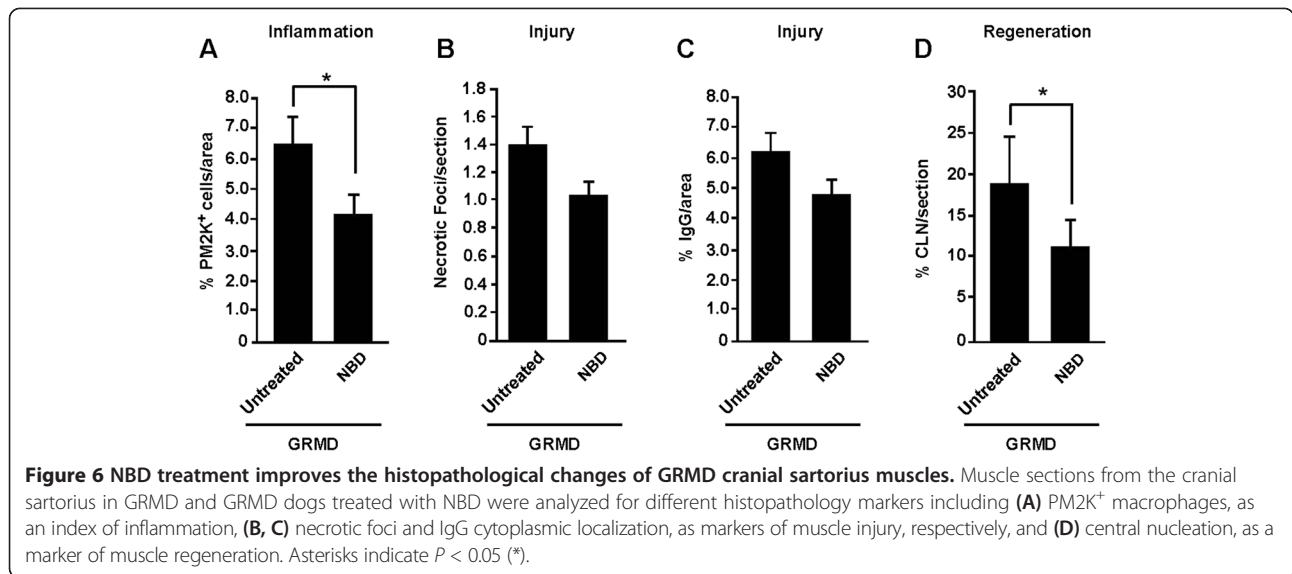 Inflammation
Injury
Injury
Regeneration
A
B
C
D
*
*
% PM2K+ cells/area
8.0
7.0
6.0
5.0
4.0
3.0
2.0
1.0
0
Untreated
NBD
GRMD
Necrotic Foci/section
1.8
1.6
1.4
1.2
1.0
0.8
0.6
0.4
0.2
0
Untreated
NBD
GRMD
% IgG/area
8.0
7.0
6.0
5.0
4.0
3.0
2.0
1.0
0
Untreated
NBD
GRMD
% CLN/section
30
25
20
15
10
5
0
Untreated
NBD
GRMD
Figure 6 NBD treatment improves the histopathological changes of GRMD cranial sartorius muscles. Muscle sections from the cranial
sartorius in GRMD and GRMD dogs treated with NBD were analyzed for different histopathology markers including (A) PM2K+ macrophages, as
an index of inflammation, (B, C) necrotic foci and IgG cytoplasmic localization, as markers of muscle injury, respectively, and (D) central nucleation, as a
marker of muscle regeneration. Asterisks indicate P < 0.05 (*).